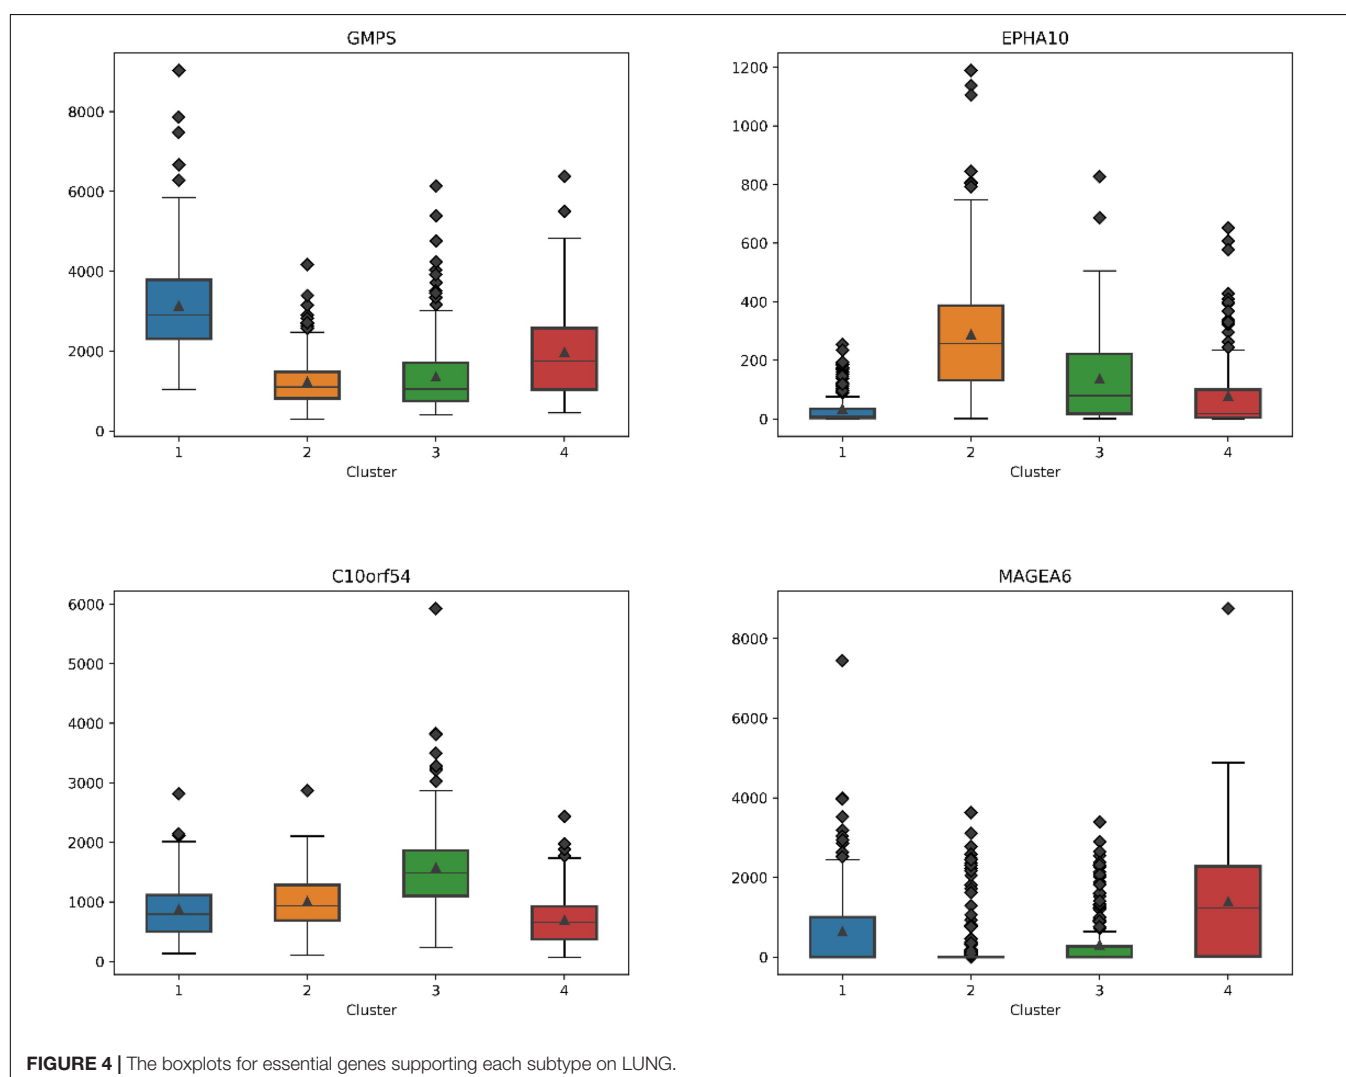 GMPS
8000
6000
4000
2000
0
1 2 3 4
Cluster
EPHA10
1200
1000
800
600
400
200
0
1 2 3 4
Cluster
C10orf54
6000
5000
4000
3000
2000
1000
0
1 2 3 4
Cluster
MAGEA6
8000
6000
4000
2000
0
1 2 3 4
Cluster
FIGURE 4 | The boxplots for essential genes supporting each subtype on LUNG.